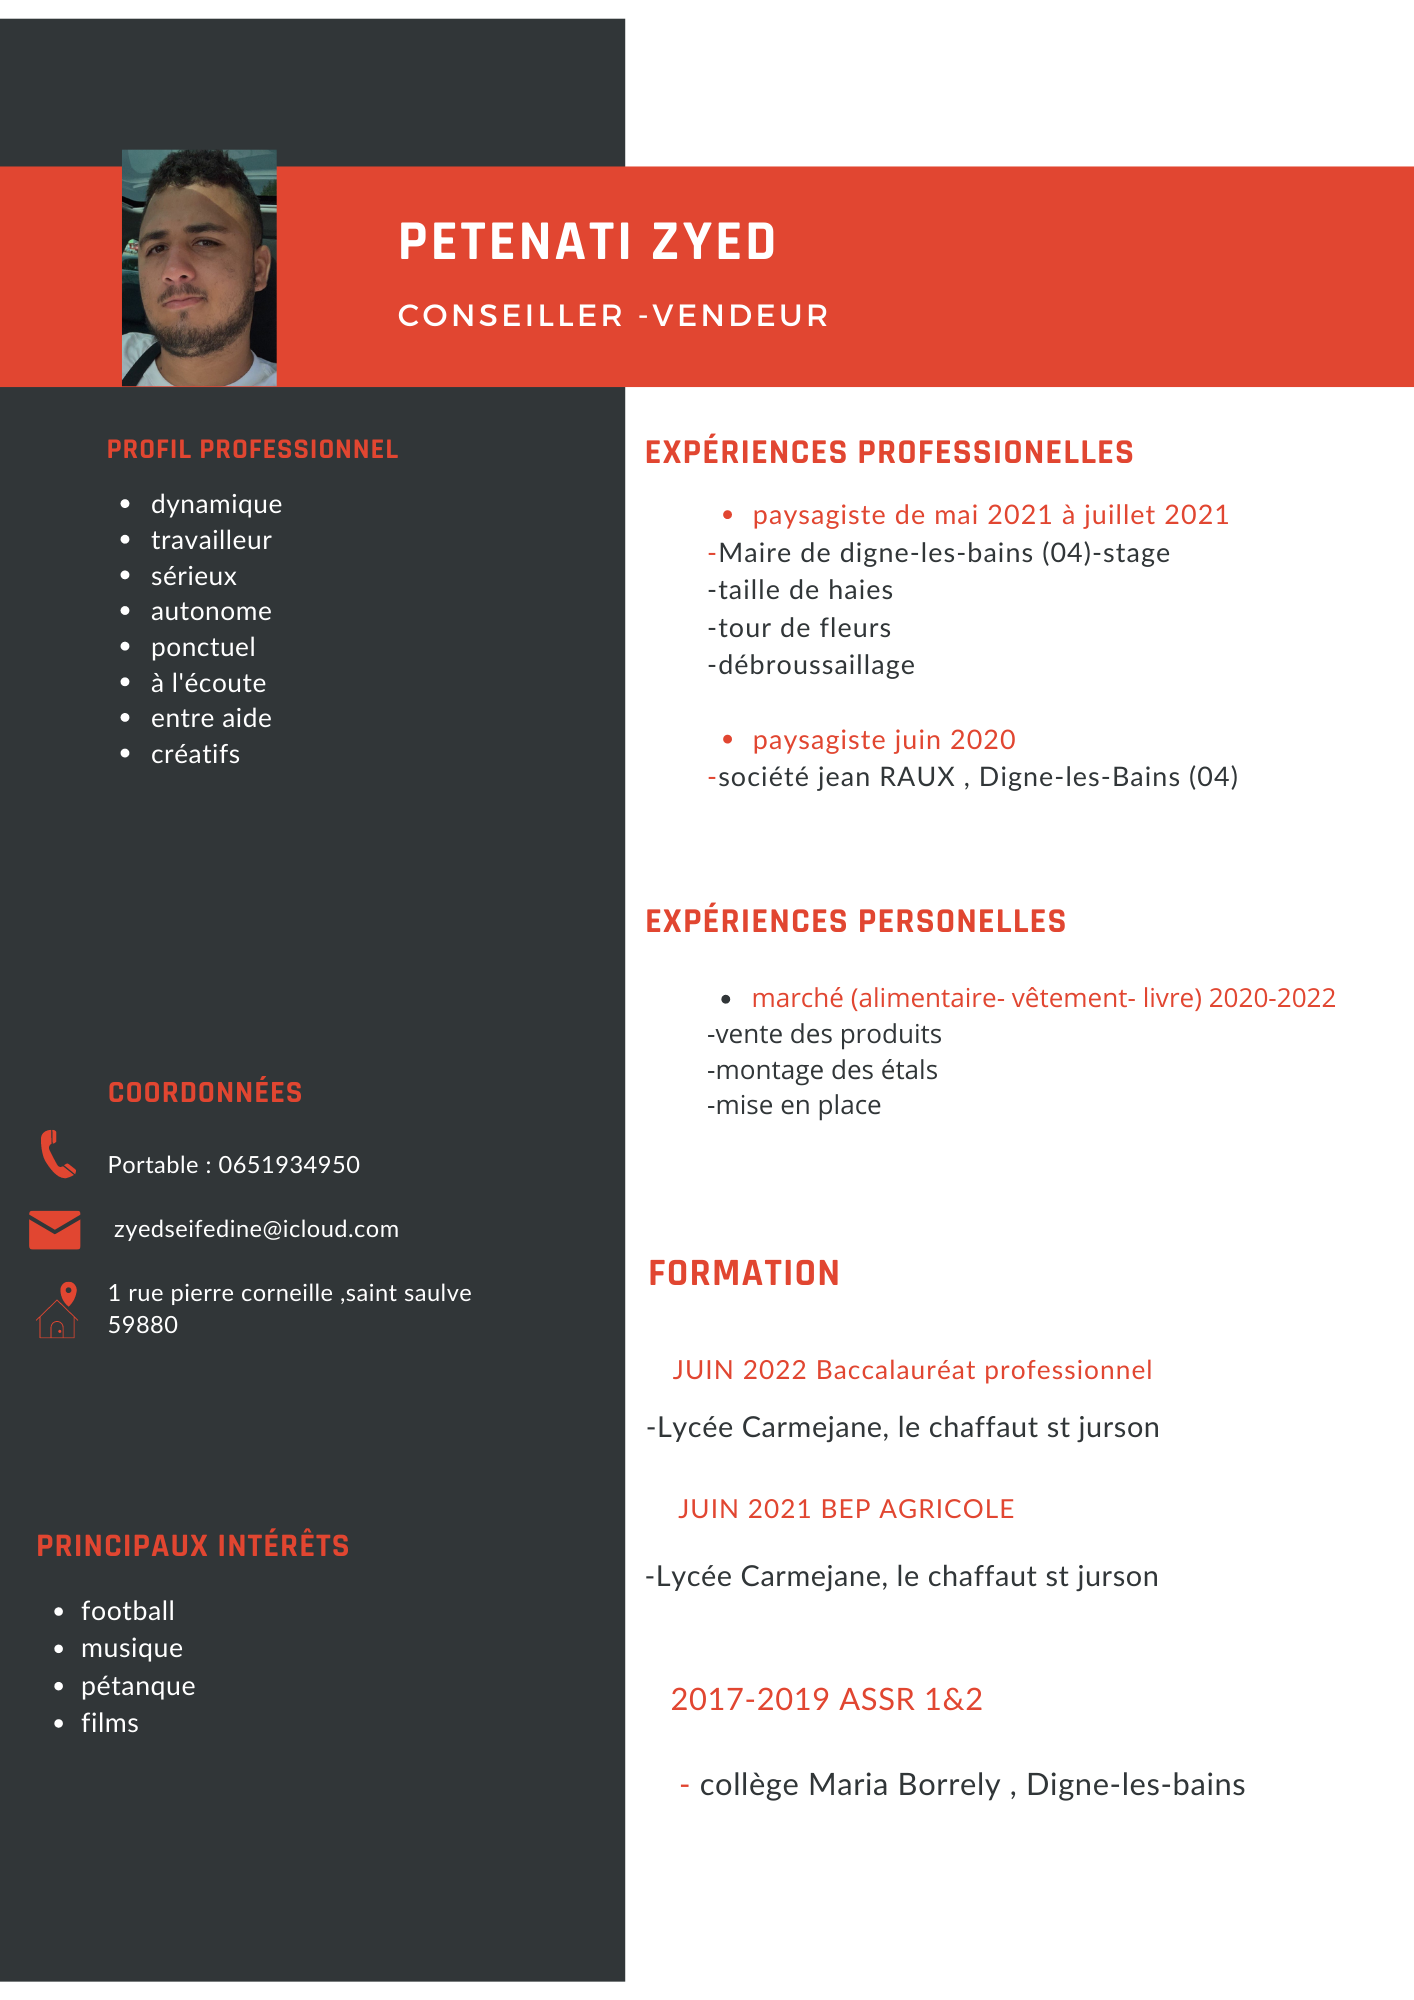 PETENATI ZYED
CONSEILLER -VENDEUR
PROFIL PROFESSIONNEL
dynamique
travailleur
sérieux
autonome
ponctuel
à l'écoute
entre aide
créatifs
COORDONNÉES
Portable : 0651934950
zyedseifedine@icloud.com
1 rue pierre corneille ,saint saulve
59880
PRINCIPAUX INTÉRÊTS
football
musique
pétanque
films
EXPÉRIENCES PROFESSIONELLES
paysagiste de mai 2021 à juillet 2021
-Maire de digne-les-bains (04)-stage
-taille de haies
-tour de fleurs
-débroussaillage
paysagiste juin 2020
-société jean RAUX , Digne-les-Bains (04)
EXPÉRIENCES PERSONELLES
marché (alimentaire- vêtement- livre) 2020-2022
-vente des produits
-montage des étals
-mise en place
FORMATION
JUIN 2022 Baccalauréat professionnel
-Lycée Carmejane, le chaffaut st jurson
JUIN 2021 BEP AGRICOLE
-Lycée Carmejane, le chaffaut st jurson
2017-2019 ASSR 1&2
- collège Maria Borrely , Digne-les-bains